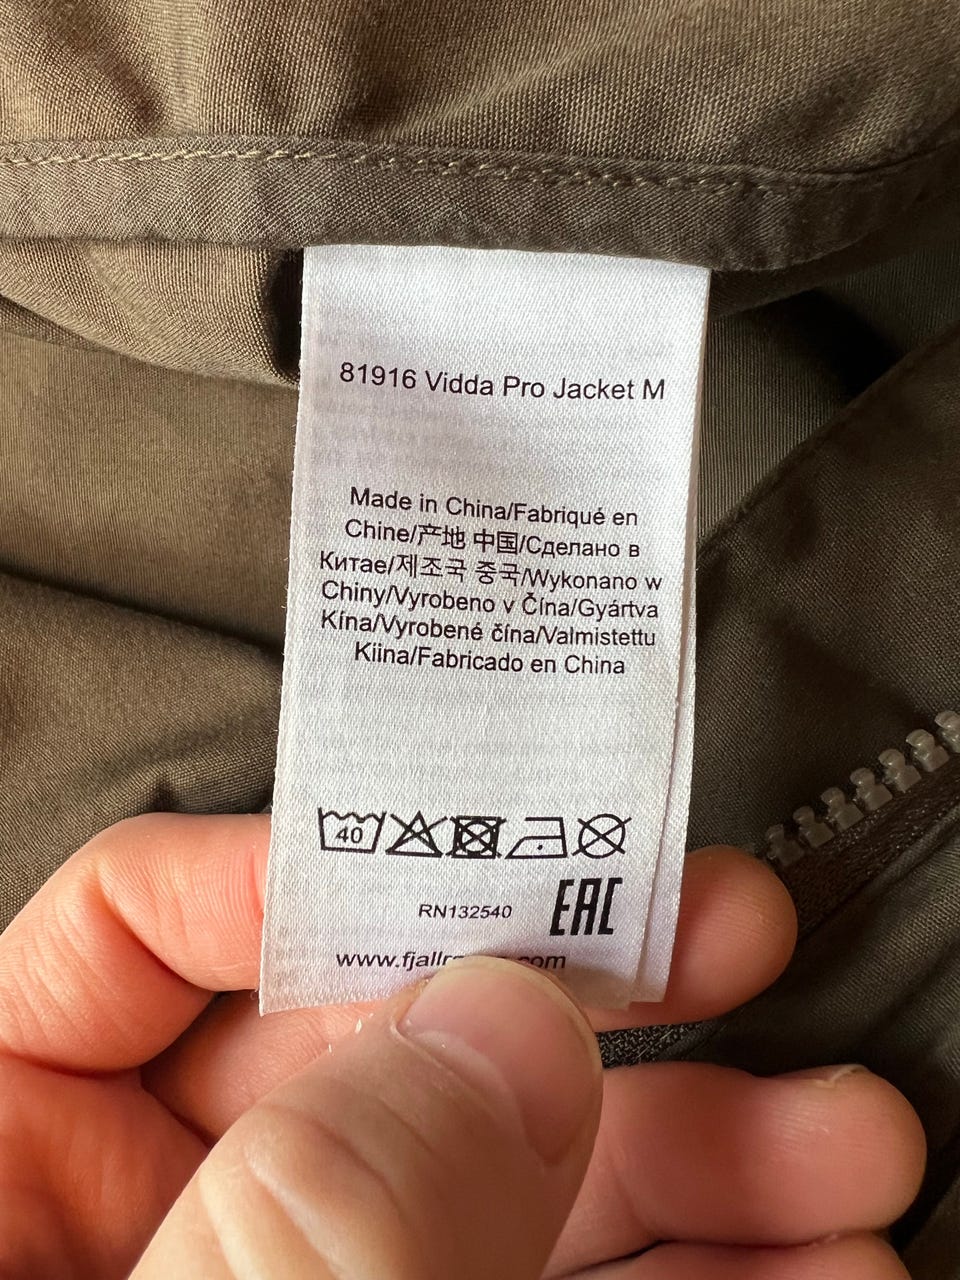 81916 Vidda Pro Jacket M
Made in China/Fabriqué en
Chine/产地 中国/Сделано в
Китае/제조국 중국/Wykonano w
Chiny/Vyrobeno v Čína/Gyártva
Kína/Vyrobené čína/Valmistettu
Kiina/Fabricado en China
40
RN132540
EAC